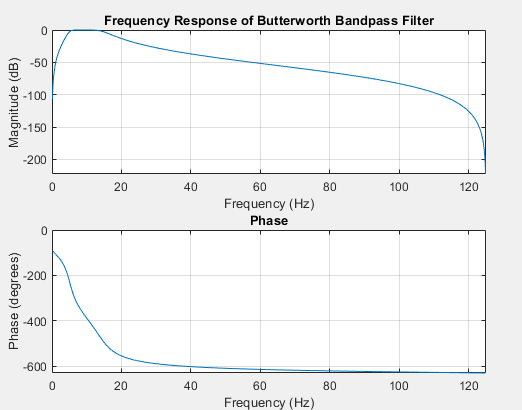 Frequency Response of Butterworth Bandpass Filter
0
-50
-100
-150
-200
Magnitude (dB)
0 20 40 60 80 100 120
Frequency (Hz)
Phase
0
-200
-400
-600
Phase (degrees)
0 20 40 60 80 100 120
Frequency (Hz)